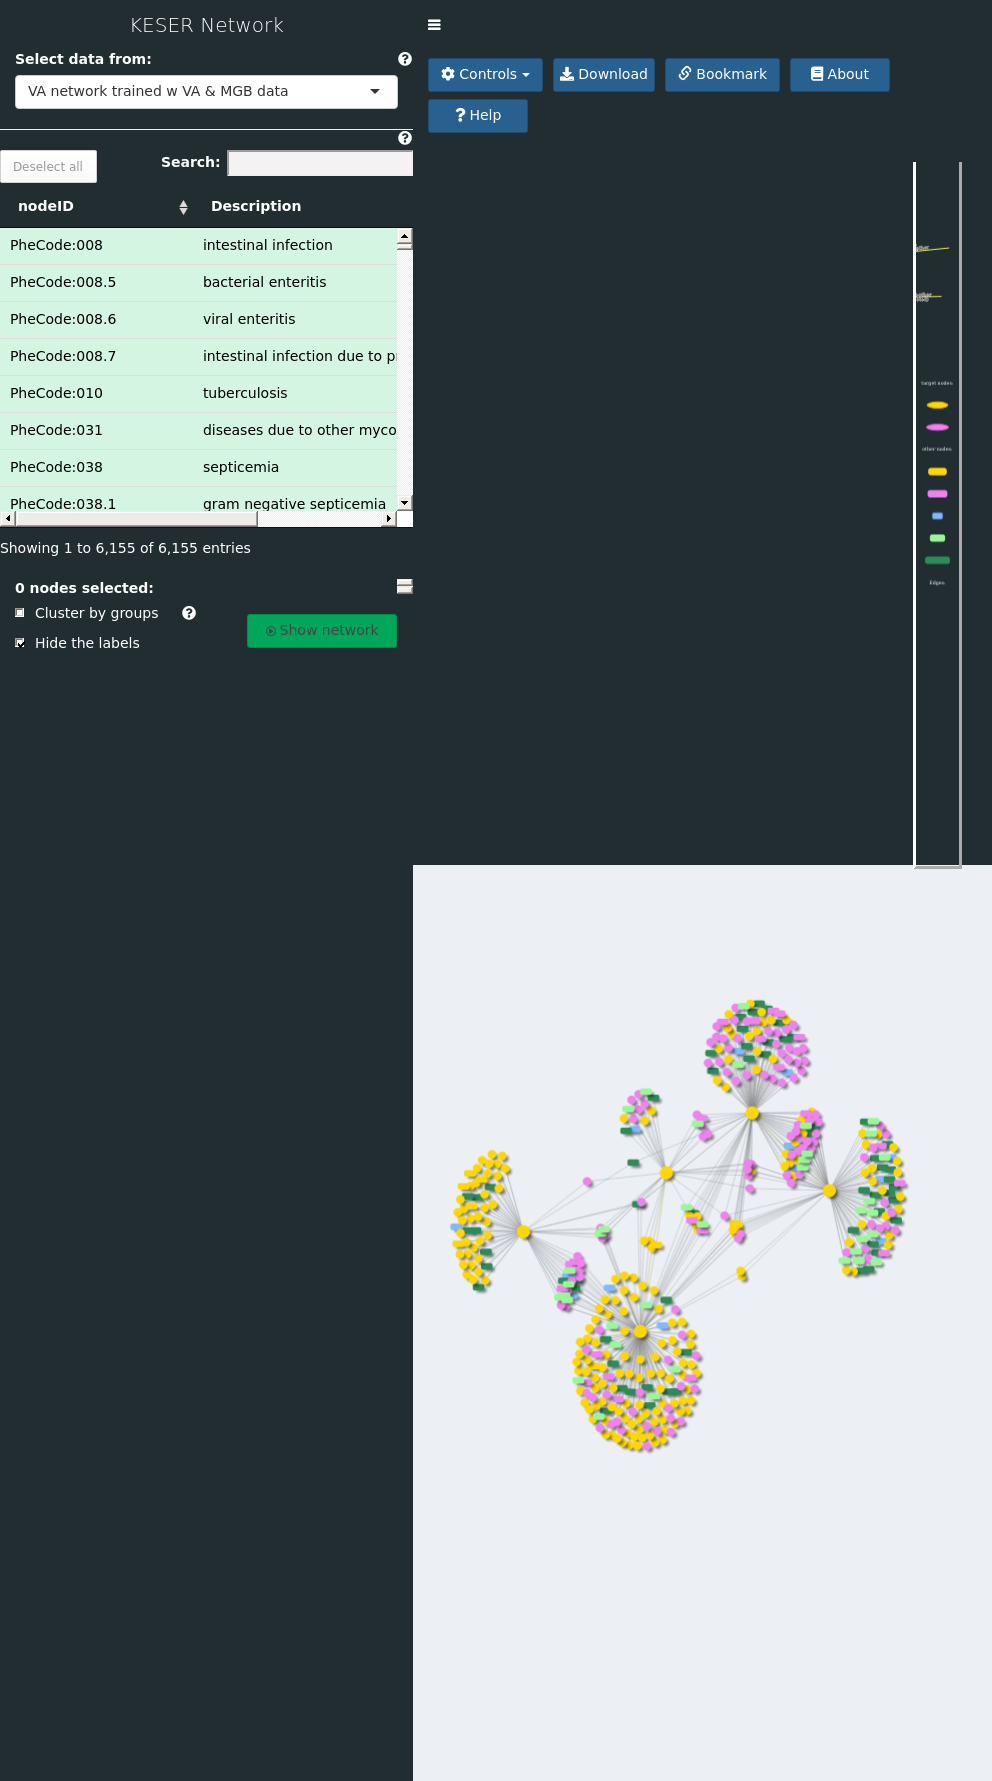 KESER Network
Select data from:
VA network trained w VA & MGB data
Deselect all
Search:
nodeID Description
PheCode:008 intestinal infection
PheCode:008.5 bacterial enteritis
PheCode:008.6 viral enteritis
PheCode:008.7 intestinal infection due to p
PheCode:010 tuberculosis
PheCode:031 diseases due to other myco
PheCode:038 septicemia
PheCode:038.1 gram negative septicemia
Showing 1 to 6,155 of 6,155 entries
0 nodes selected:
Cluster by groups
Hide the labels
Show network
Controls
Download
Bookmark
About
Help
target nodes
other nodes
Edges